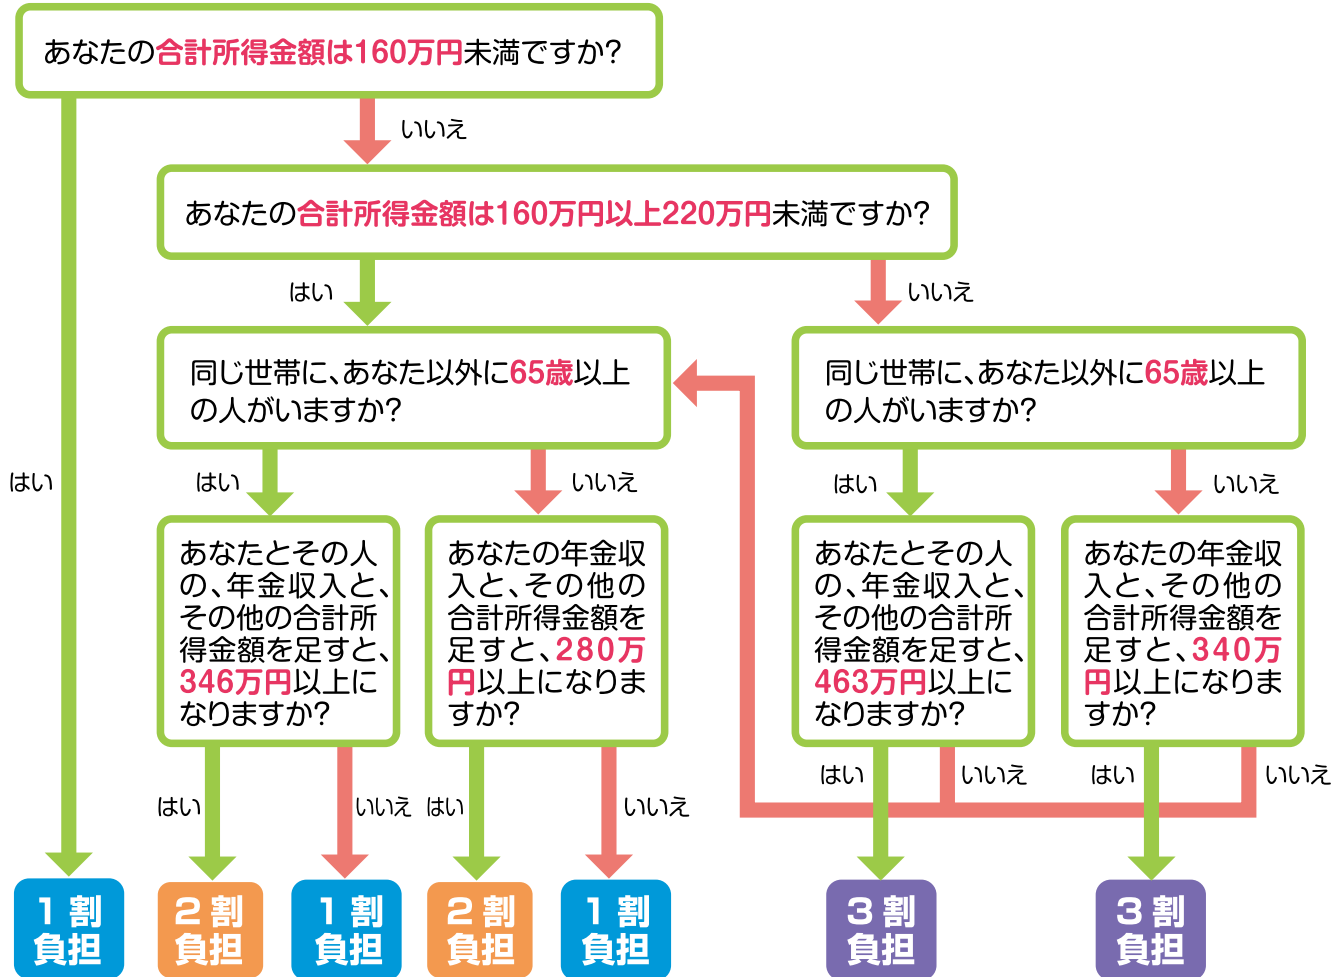 あなたの合計所得金額は160万円未満ですか?
いいえ
あなたの合計所得金額は160万円以上220万円未満ですか?
はい
いいえ
同じ世帯に、あなた以外に65歳以上
の人がいますか?
同じ世帯に、あなた以外に65歳以上
の人がいますか?
はい
はい
いいえ
はい
いいえ
あなたとその人
の、年金収入と、
その他の合計所
得金額を足すと、
346万円以上に
なりますか?
あなたの年金収
入と、その他の
合計所得金額を
足すと、280万
円以上になりま
すか?
あなたとその人
の、年金収入と、
その他の合計所
得金額を足すと、
463万円以上に
なりますか?
あなたの年金収
入と、その他の
合計所得金額を
足すと、340万
円以上になりま
すか?
はい
いいえ
はい
いいえ
はい
いいえ
はい
いいえ
1割
負担
2割
負担
1割
負担
2割
負担
1割
負担
3割
負担
3割
負担